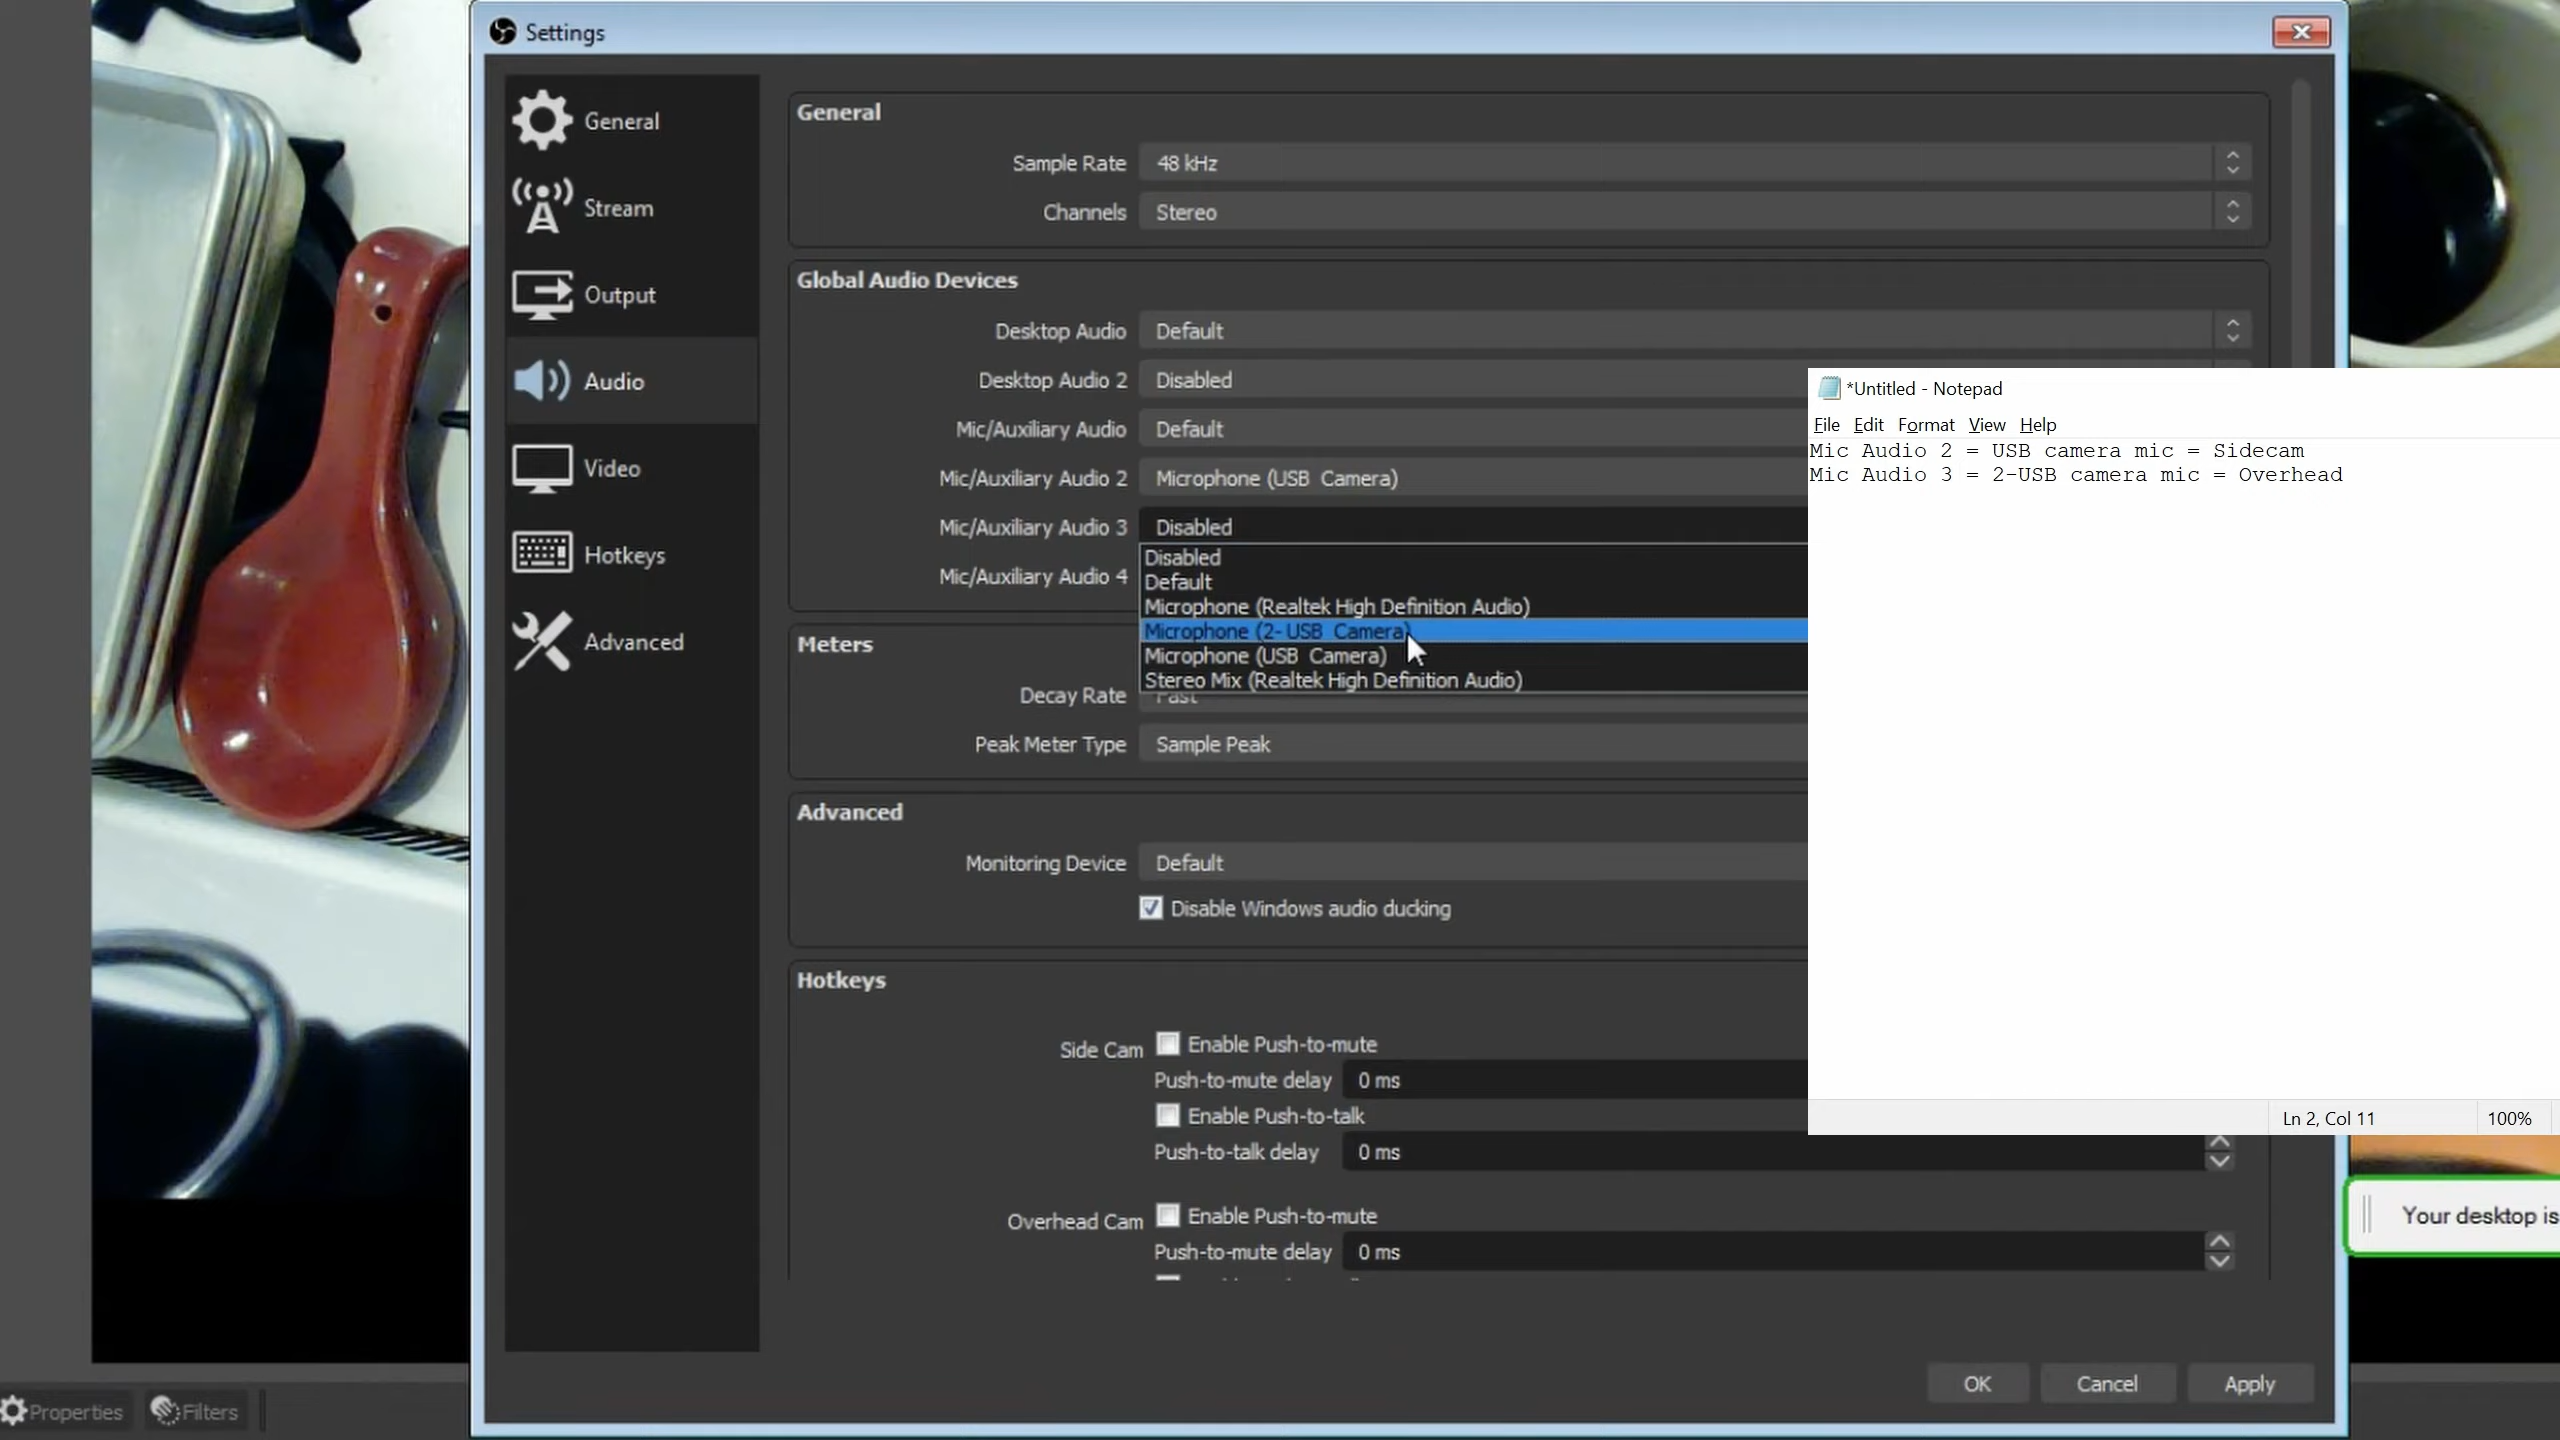 Settings
General
Stream
Output
Audio
Video
Hotkeys
Advanced
General
Sample Rate 48 kHz
Channels Stereo
Global Audio Devices
Desktop Audio Default
Desktop Audio 2 Disabled
Mic/Auxiliary Audio Default
Mic/Auxiliary Audio 2 Microphone (USB Camera)
Mic/Auxiliary Audio 3 Disabled
Mic/Auxiliary Audio 4
Disabled
Default
Microphone (Realtek High Definition Audio)
Microphone (2- USB Camera)
Microphone (USB Camera)
Stereo Mix (Realtek High Definition Audio)
Meters
Decay Rate Fast
Peak Meter Type Sample Peak
Advanced
Monitoring Device Default
Disable Windows audio ducking
Hotkeys
Side Cam Enable Push-to-mute
Push-to-mute delay 0 ms
Enable Push-to-talk
Push-to-talk delay 0 ms
Overhead Cam Enable Push-to-mute
Push-to-mute delay 0 ms
OK Cancel Apply
*Untitled - Notepad
File Edit Format View Help
Mic Audio 2 = USB camera mic = Sidecam
Mic Audio 3 = 2-USB camera mic = Overhead
Ln 2, Col 11 100%
Your desktop is
Properties Filters